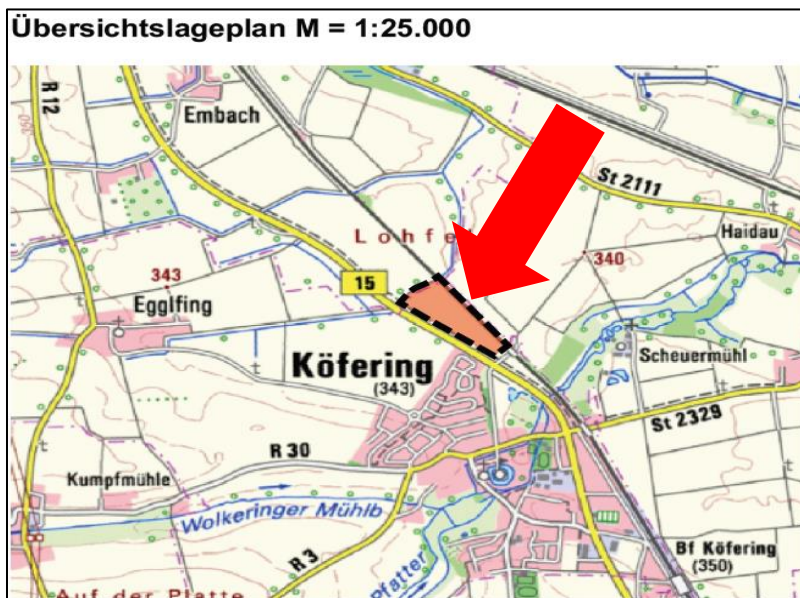 Übersichtslageplan M = 1:25.000
R 12
Embach
St 2111
Lohfe
Haidau
340
343
15
Egglfing
Köfering
(343)
Scheuermühl
St 2329
R 30
Kumpfmühle
Wolkeringer Mühlb
R 3
Pfatter
Bf Köfering
(350)
Auf der Platte